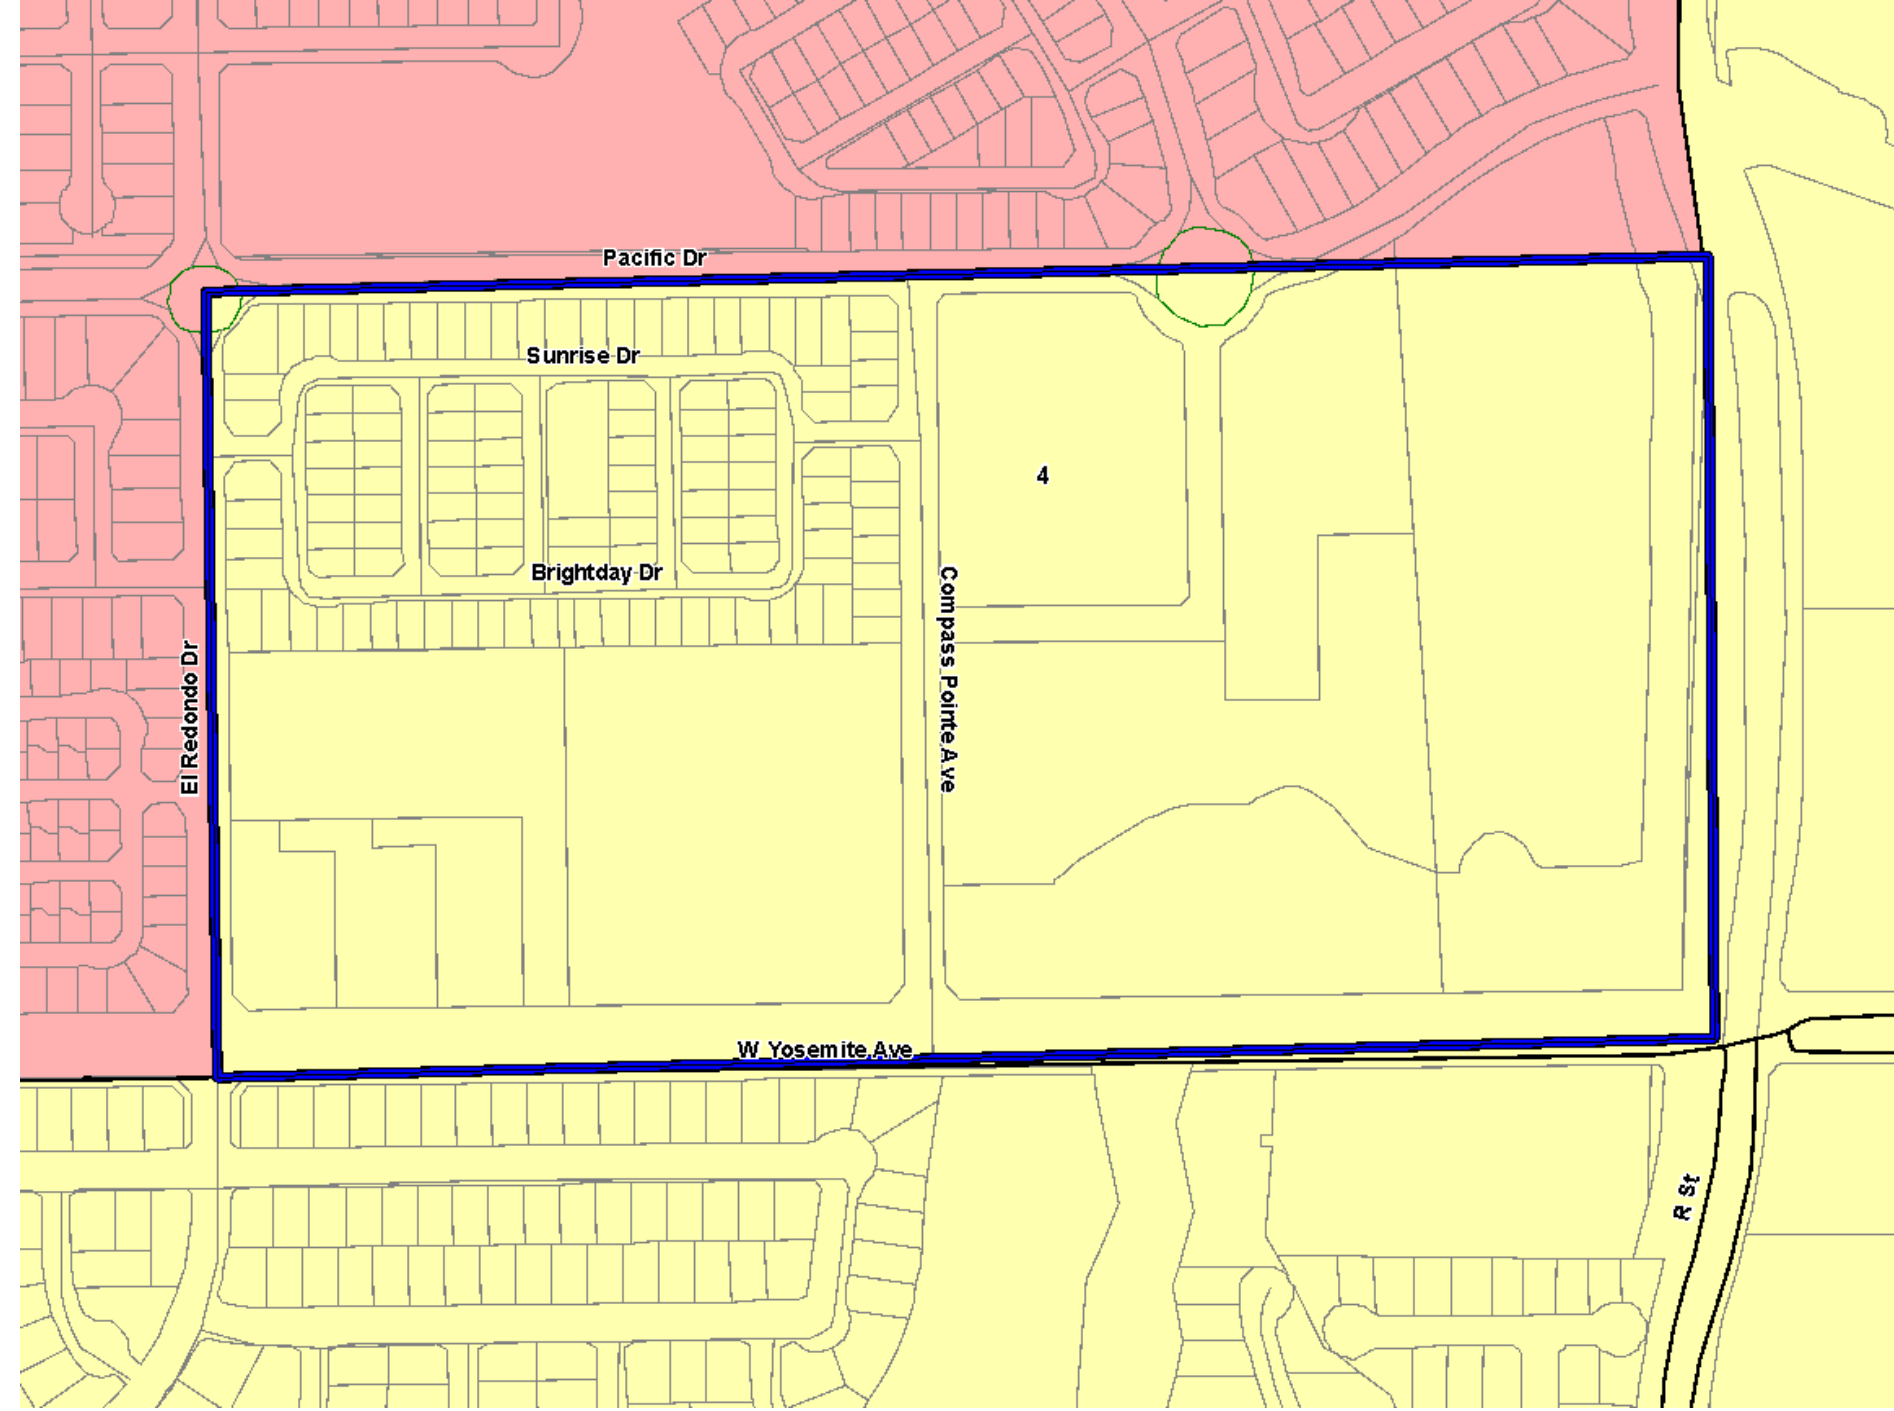 Pacific Dr
Sunrise Dr
4
Brightday Dr
Compass Pointe Ave
El Redondo Dr
W Yosemite Ave
R St